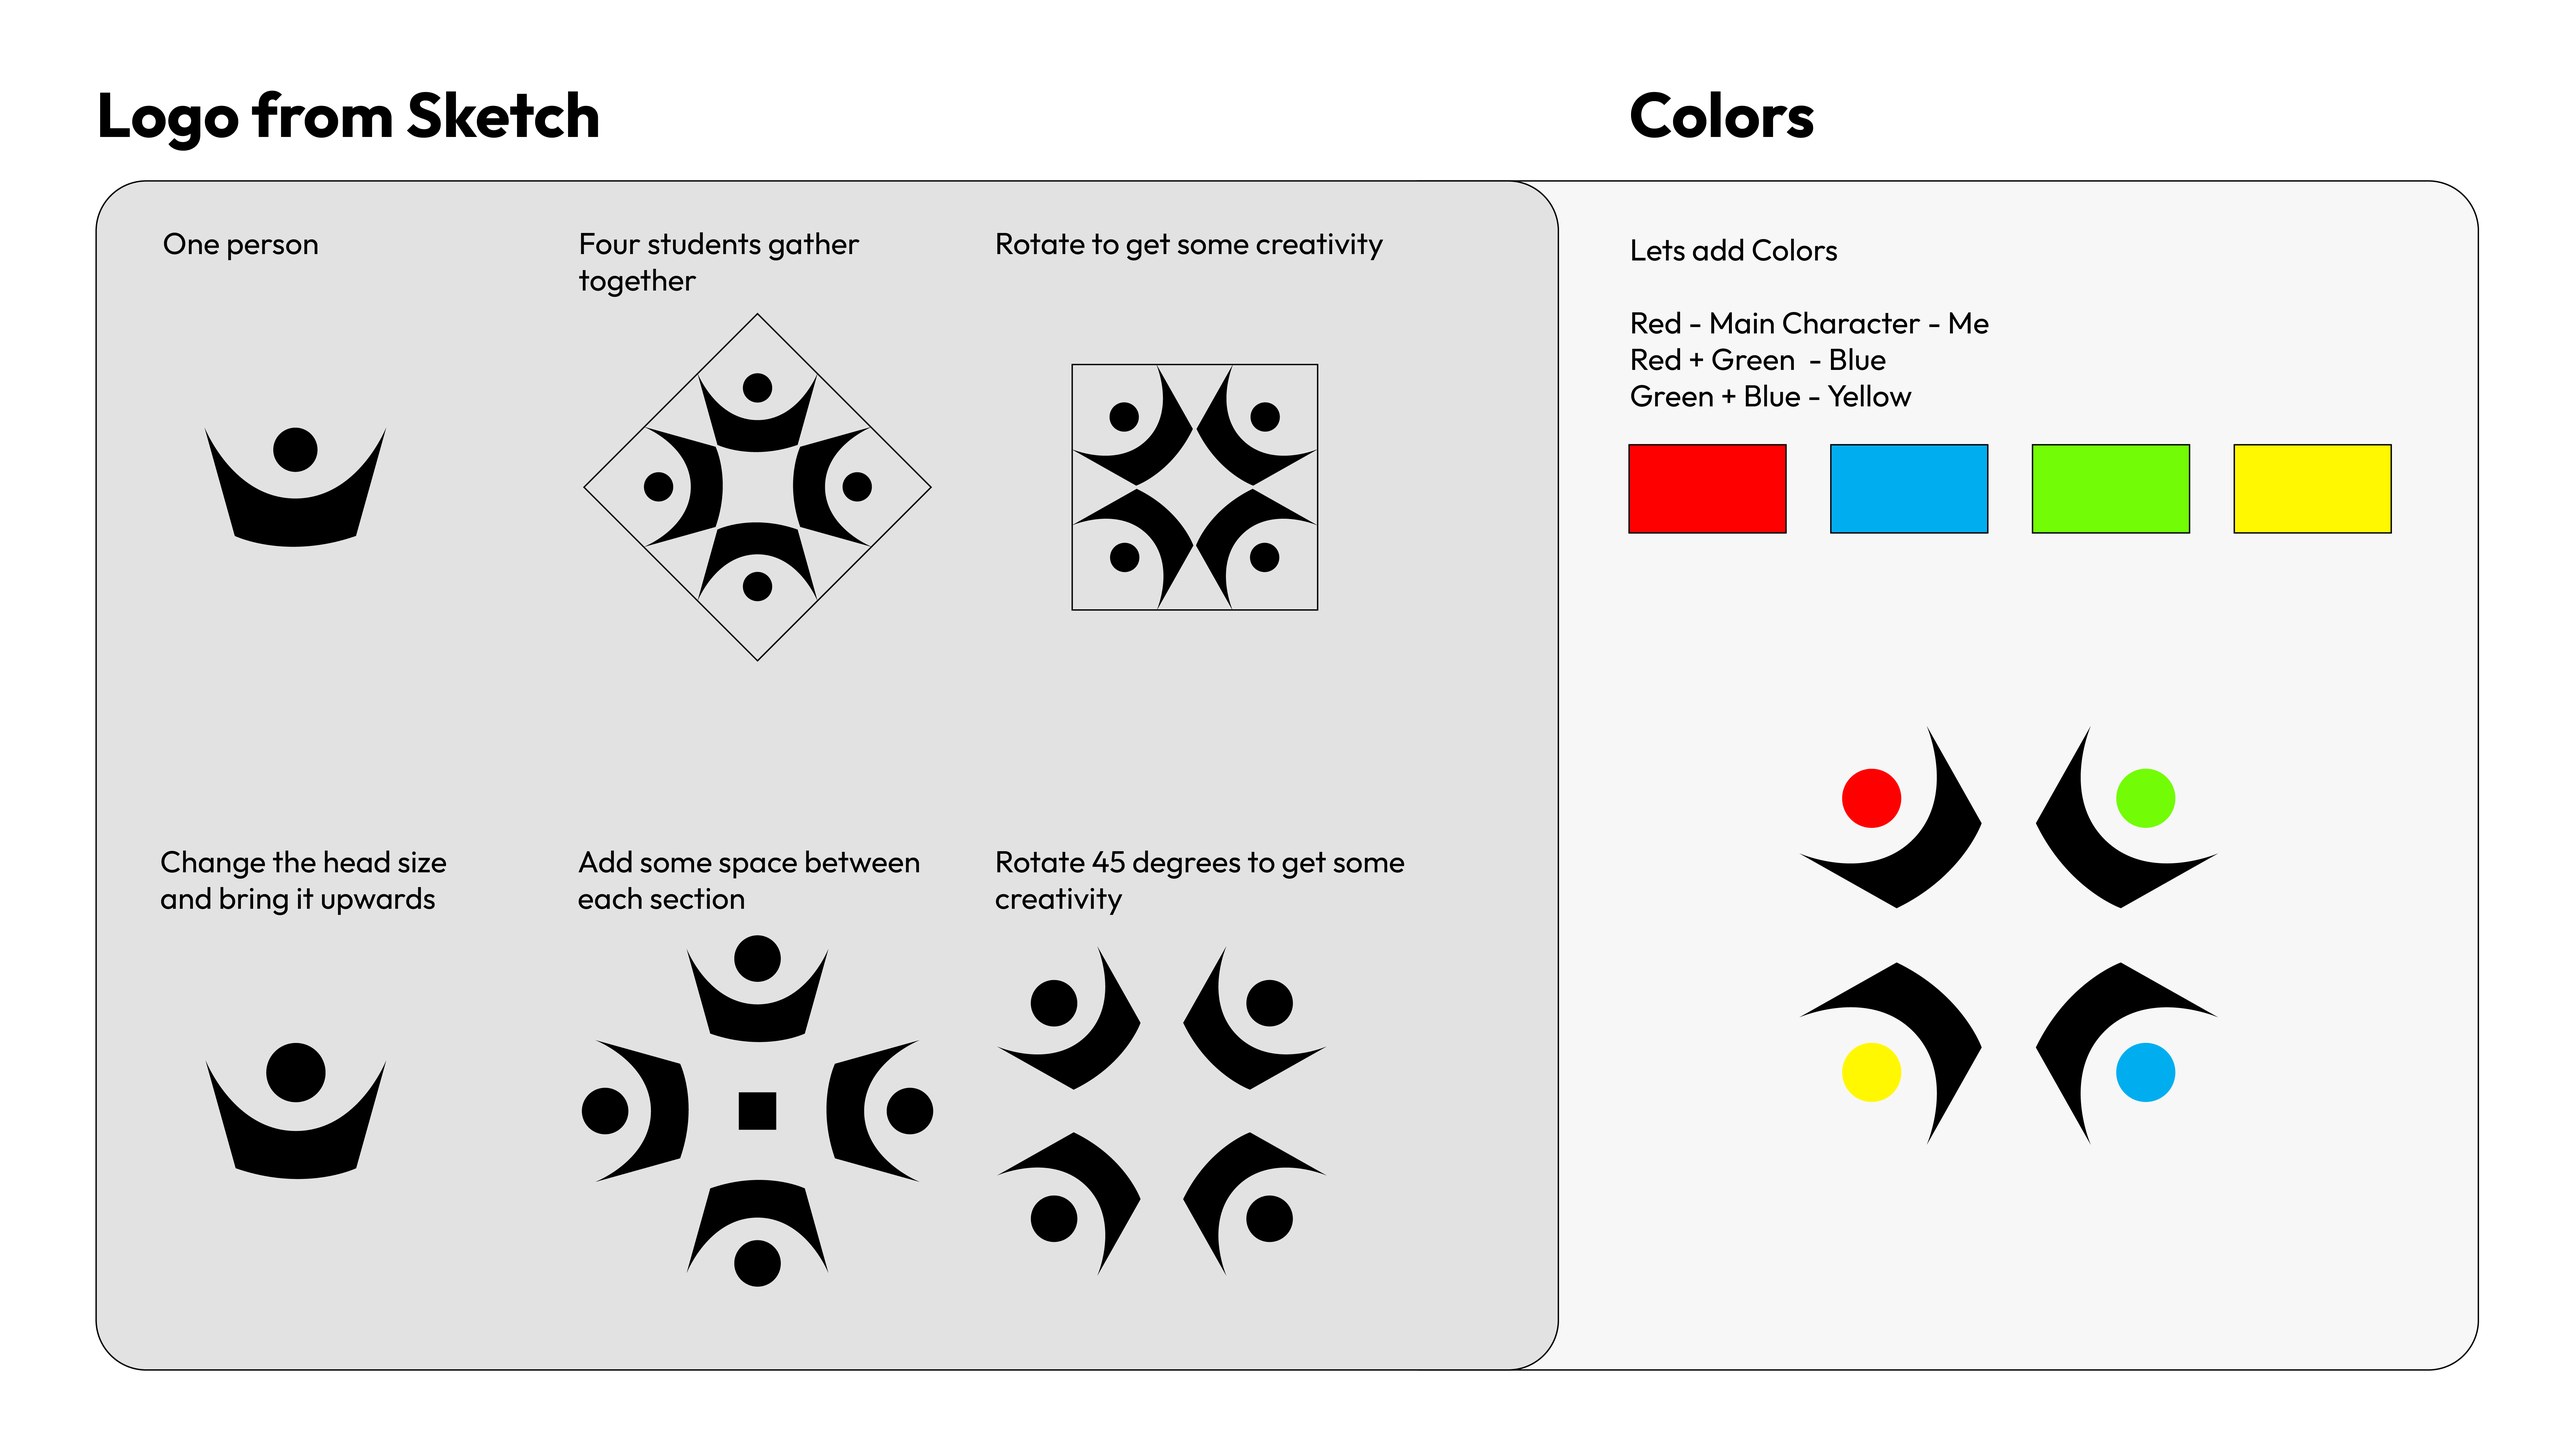 Logo from Sketch
One person
Four students gather
together
Rotate to get some creativity
Change the head size
and bring it upwards
Add some space between
each section
Rotate 45 degrees to get some
creativity
Colors
Lets add Colors
Red - Main Character - Me
Red + Green  - Blue
Green + Blue - Yellow